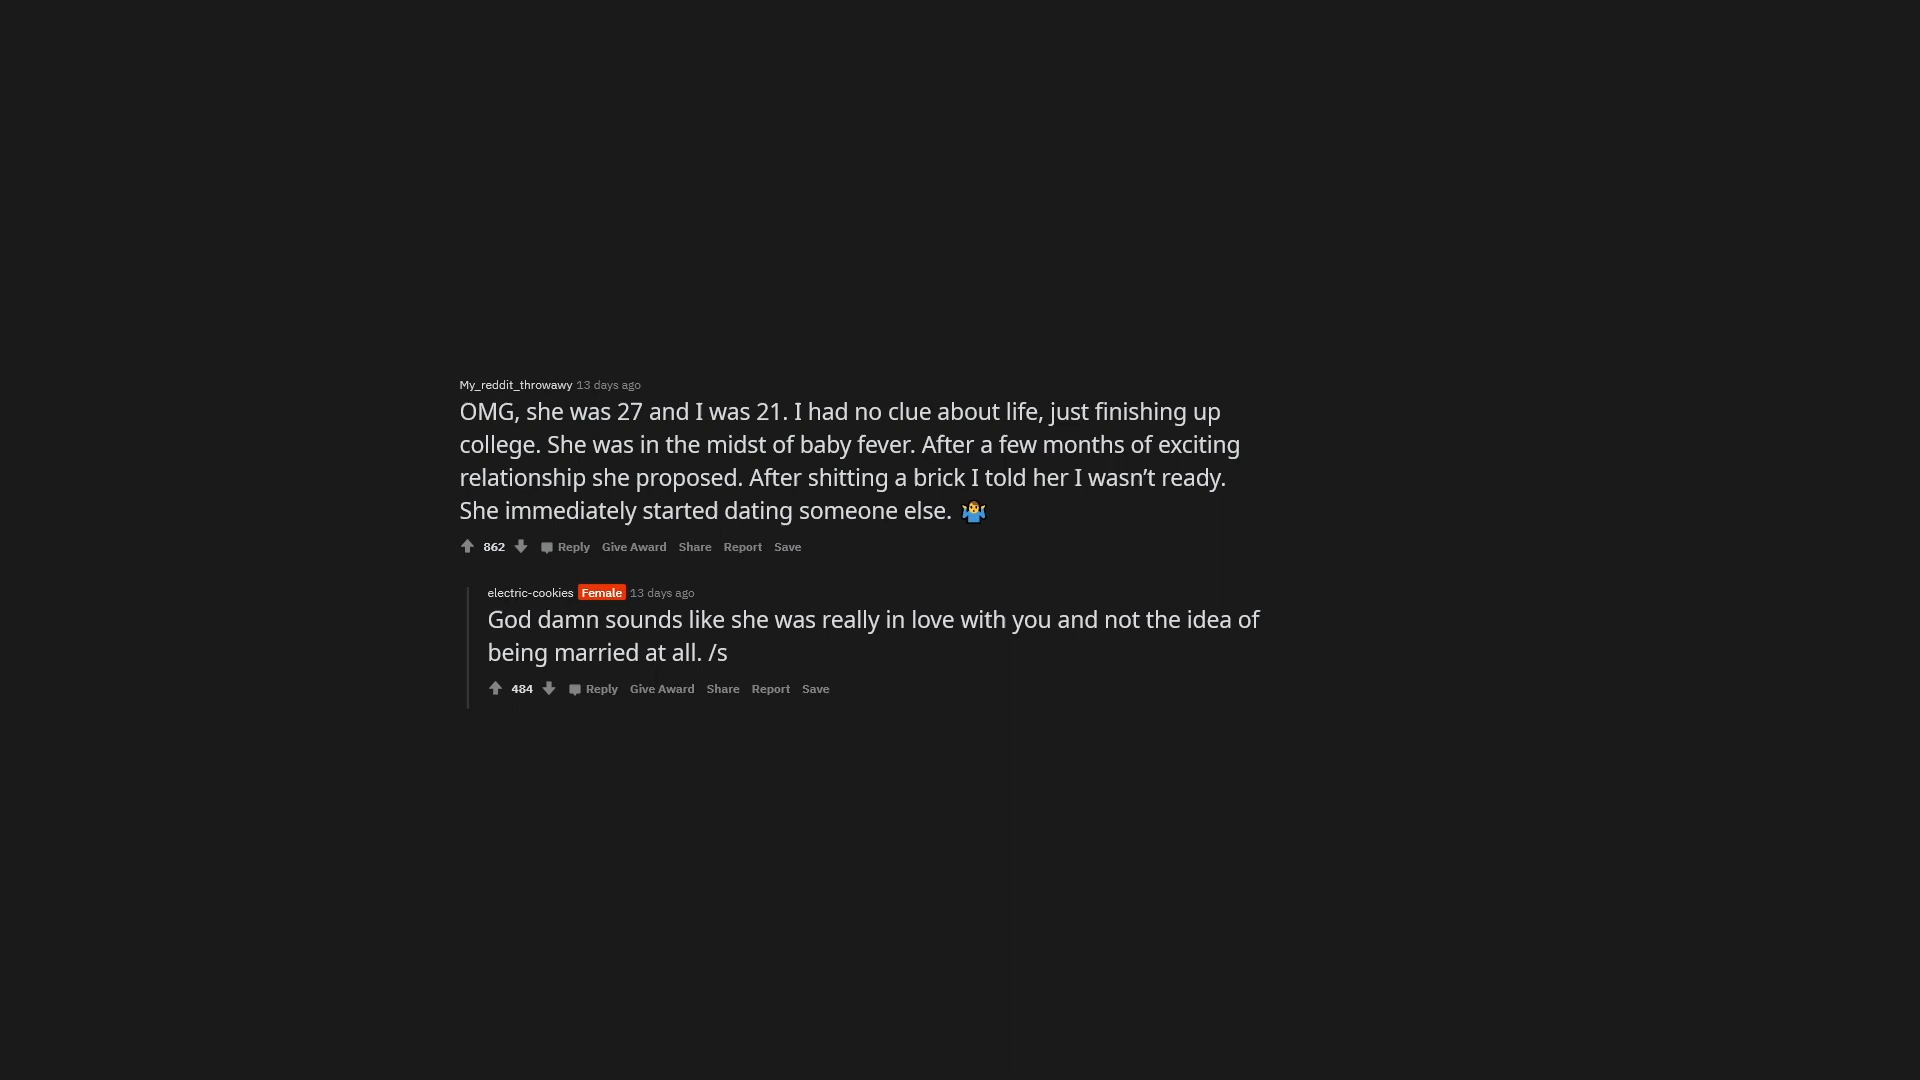 My_reddit_throwawy 13 days ago
OMG, she was 27 and I was 21. I had no clue about life, just finishing up
college. She was in the midst of baby fever. After a few months of exciting
relationship she proposed. After shitting a brick I told her I wasn’t ready.
She immediately started dating someone else. 🤷‍♂️
862 Reply Give Award Share Report Save
electric-cookies Female 13 days ago
God damn sounds like she was really in love with you and not the idea of
being married at all. /s
484 Reply Give Award Share Report Save